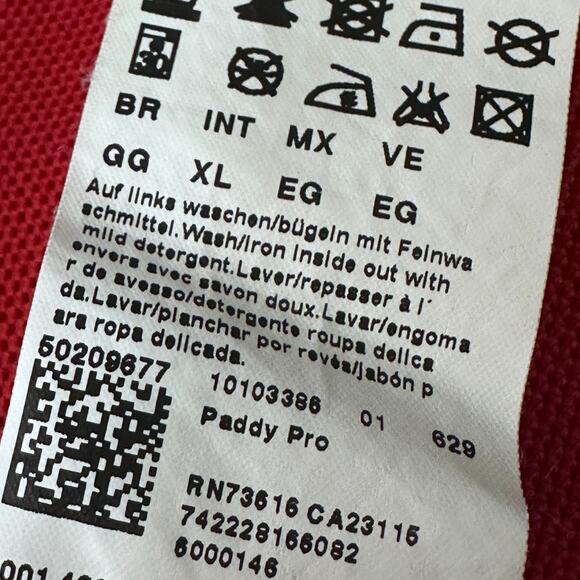 30
BR INT MX VE
GG XL EG EG
Auf links waschen/bügeln mit Feinwa
schmittel.Wash/Iron inside out with
mild detergent.Laver/repasser à l'
envers avec savon doux.Lavar/engoma
r de avesso/detergente roupa delica
da.Lavar/planchar por revés/jabón p
ara ropa delicada.
50209677
10103386 01 629
Paddy Pro
RN73616 CA23115
742228166082
6000146